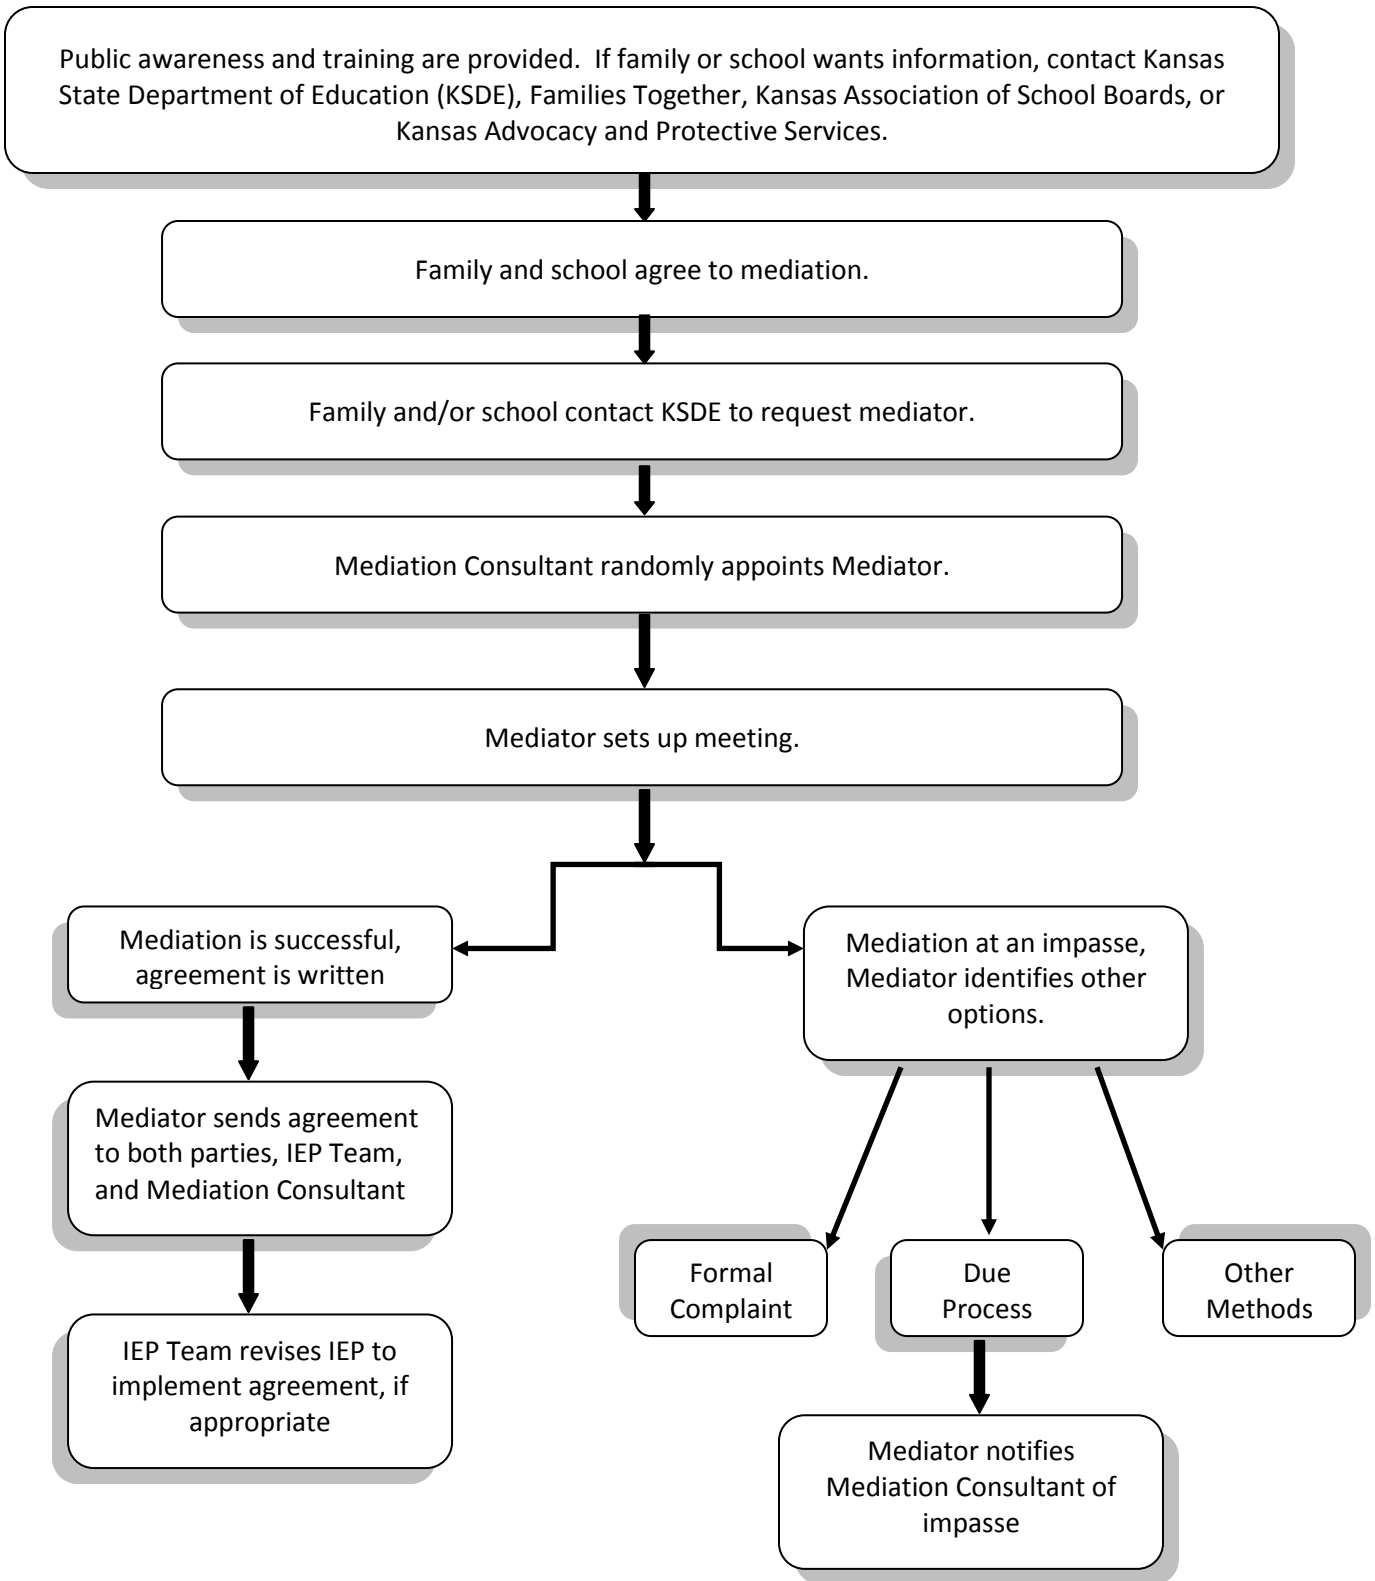 Public awareness and training are provided.  If family or school wants information, contact Kansas
State Department of Education (KSDE), Families Together, Kansas Association of School Boards, or
Kansas Advocacy and Protective Services.
Family and school agree to mediation.
Family and/or school contact KSDE to request mediator.
Mediation Consultant randomly appoints Mediator.
Mediator sets up meeting.
Mediation is successful,
agreement is written
Mediation at an impasse,
Mediator identifies other
options.
Mediator sends agreement
to both parties, IEP Team,
and Mediation Consultant
Formal
Complaint
Due
Process
Other
Methods
IEP Team revises IEP to
implement agreement, if
appropriate
Mediator notifies
Mediation Consultant of
impasse